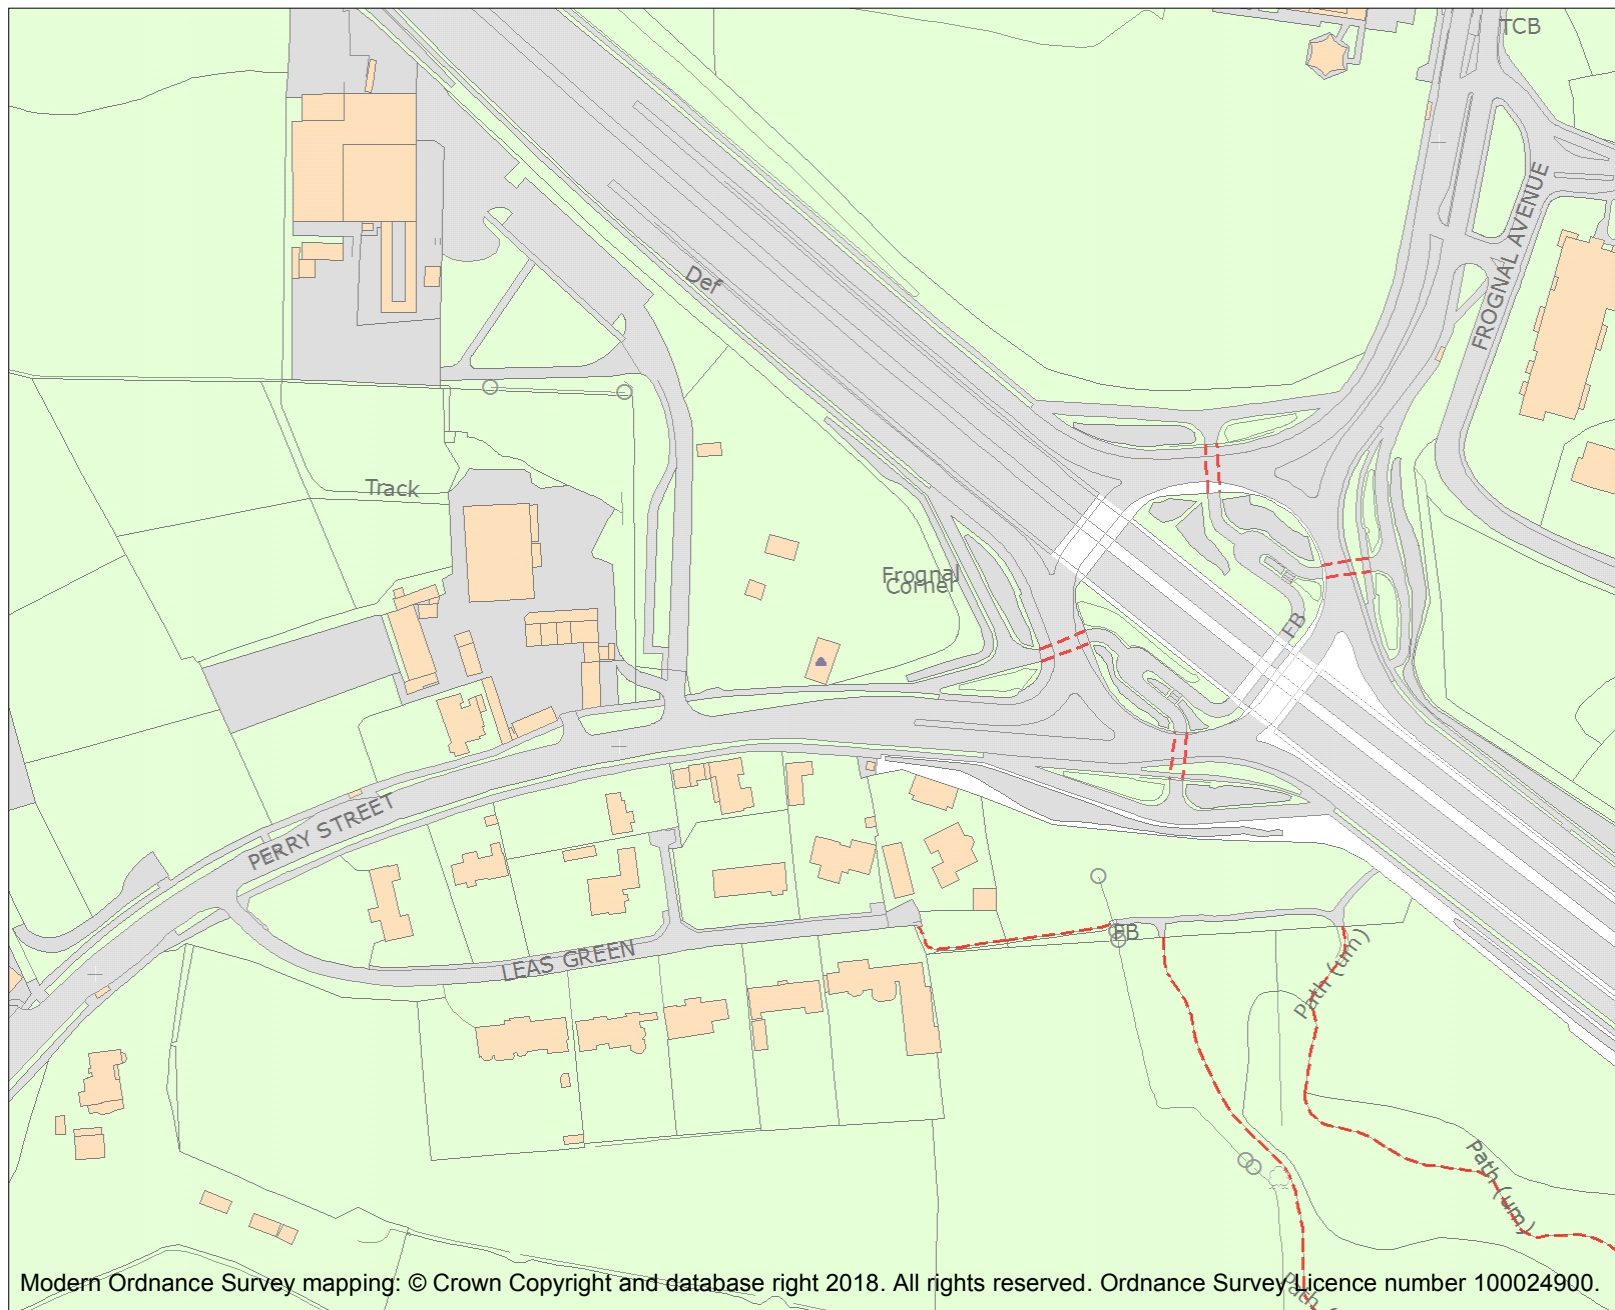 TCB
FROGNAL AVENUE
Def
Track
Frognal
Corner
FB
PERRY STREET
FB
LEAS GREEN
Path (um)
Path (um)
Path (
Modern Ordnance Survey mapping: © Crown Copyright and database right 2018. All rights reserved. Ordnance Survey Licence number 100024900.